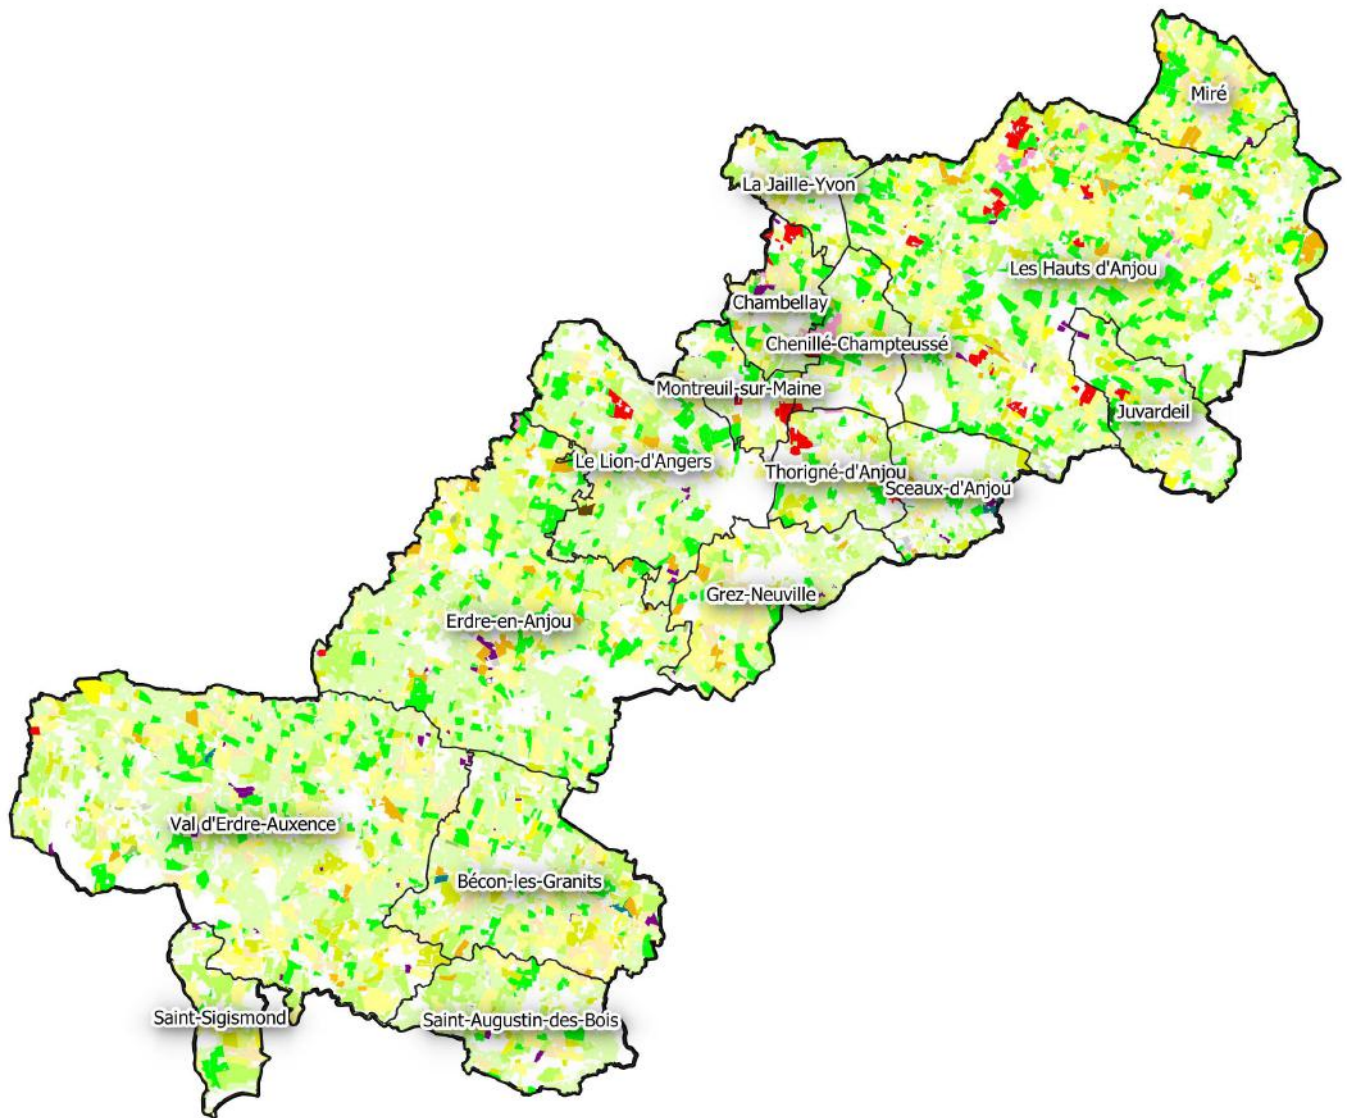 Miré
La Jaille-Yvon
Les Hauts d'Anjou
Chambellay
Chenillé-Champteussé
Montreuil-sur-Maine
Juvardeil
Le Lion-d'Angers
Thorigné-d'Anjou
Sceaux-d'Anjou
Grez-Neuville
Erdre-en-Anjou
Val d'Erdre-Auxence
Bécon-les-Granits
Saint-Sigismond
Saint-Augustin-des-Bois